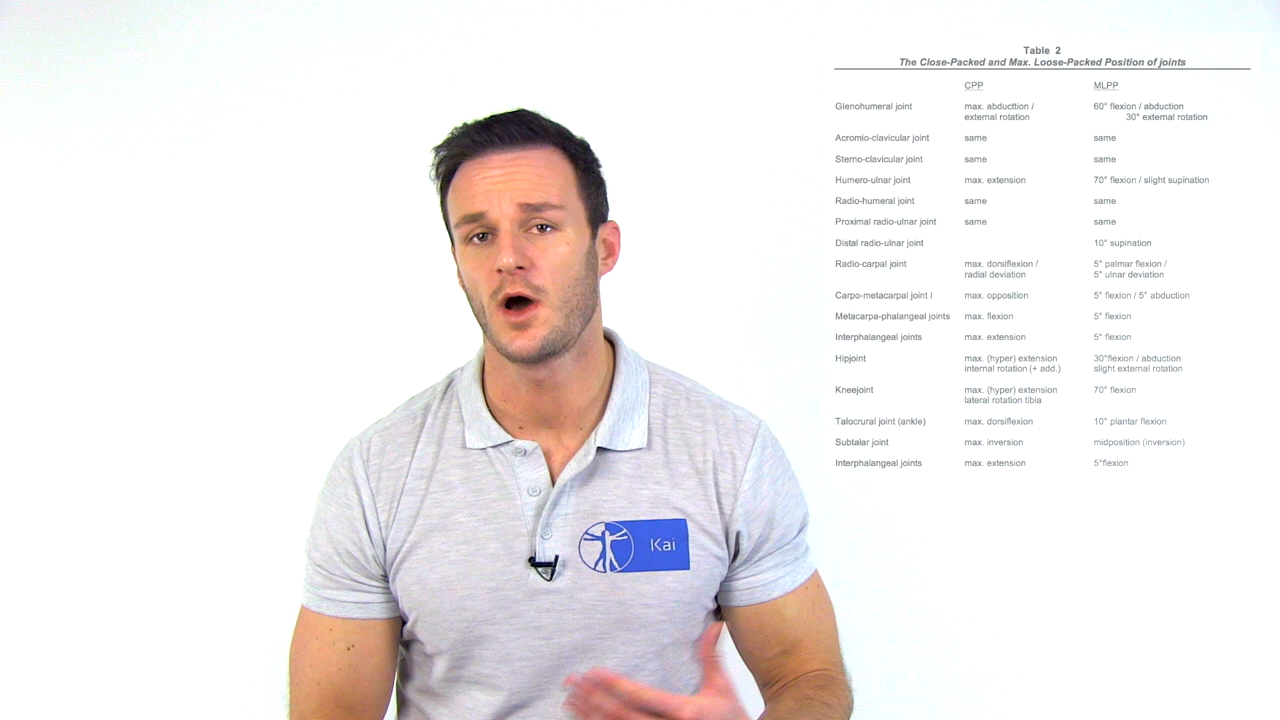 Table 2
The Close-Packed and Max. Loose-Packed Position of joints
CPP MLPP
Glenohumeral joint max. abducttion / 60° flexion / abduction
external rotation 30° external rotation
Acromio-clavicular joint same same
Sterno-clavicular joint same same
Humero-ulnar joint max. extension 70° flexion / slight supination
Radio-humeral joint same same
Proximal radio-ulnar joint same same
Distal radio-ulnar joint 10° supination
Radio-carpal joint max. dorsiflexion / 5° palmar flexion /
radial deviation 5° ulnar deviation
Carpo-metacarpal joint I max. opposition 5° flexion / 5° abduction
Metacarpa-phalangeal joints max. flexion 5° flexion
Interphalangeal joints max. extension 5° flexion
Hipjoint max. (hyper) extension 30°flexion / abduction
internal rotation (+ add.) slight external rotation
Kneejoint max. (hyper) extension 70° flexion
lateral rotation tibia
Talocrural joint (ankle) max. dorsiflexion 10° plantar flexion
Subtalar joint max. inversion midposition (inversion)
Interphalangeal joints max. extension 5°flexion
Kai